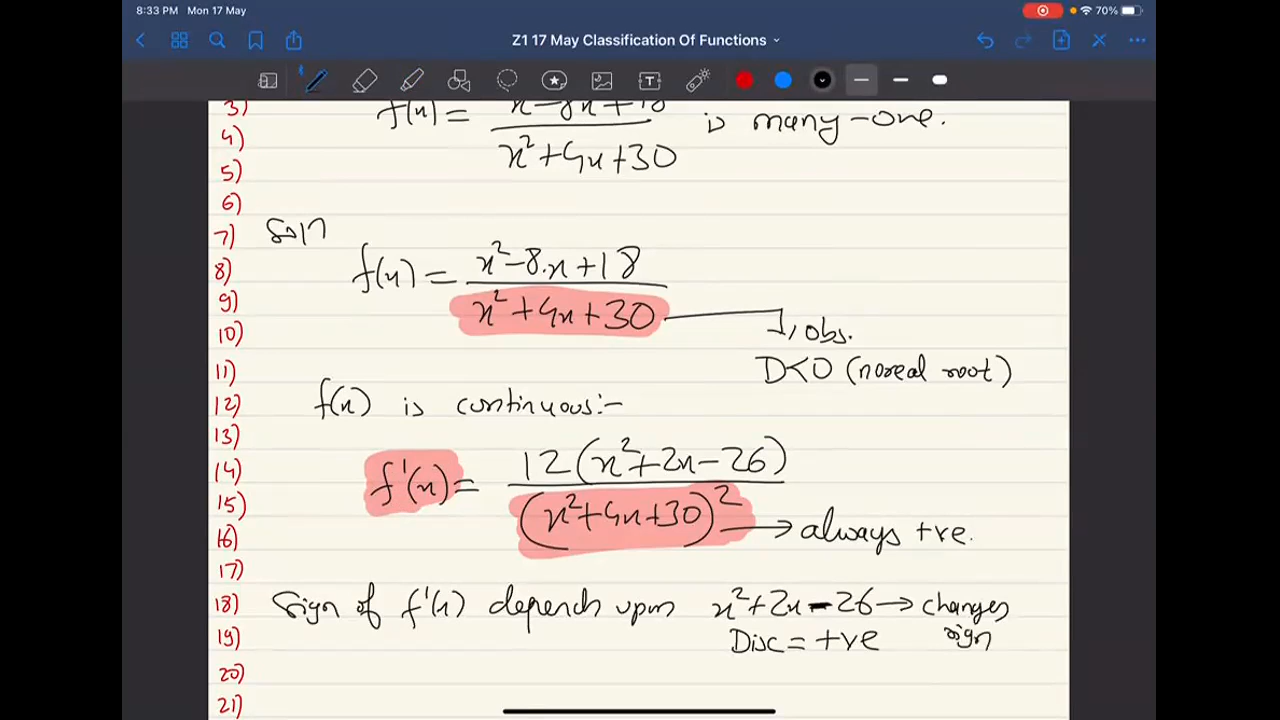 8:33 PM Mon 17 May 70%
Z1 17 May Classification Of Functions
3)
f(x) = x²-8x+18 / x²+4x+30 is many-one.
4)
5)
6)
7) Soln
8) f(x) = x²-8.x+18 / x²+4x+30
9)
10) → obs.
11) D<0 (no real root)
12) f(x) is continuous:-
13)
14) f'(x) = 12(x²+2x-26) / (x²+4x+30)² → always +ve.
15)
16)
17)
18) Sign of f'(x) depends upon x²+2x-26 → changes sign
19) Disc = +ve
20)
21)